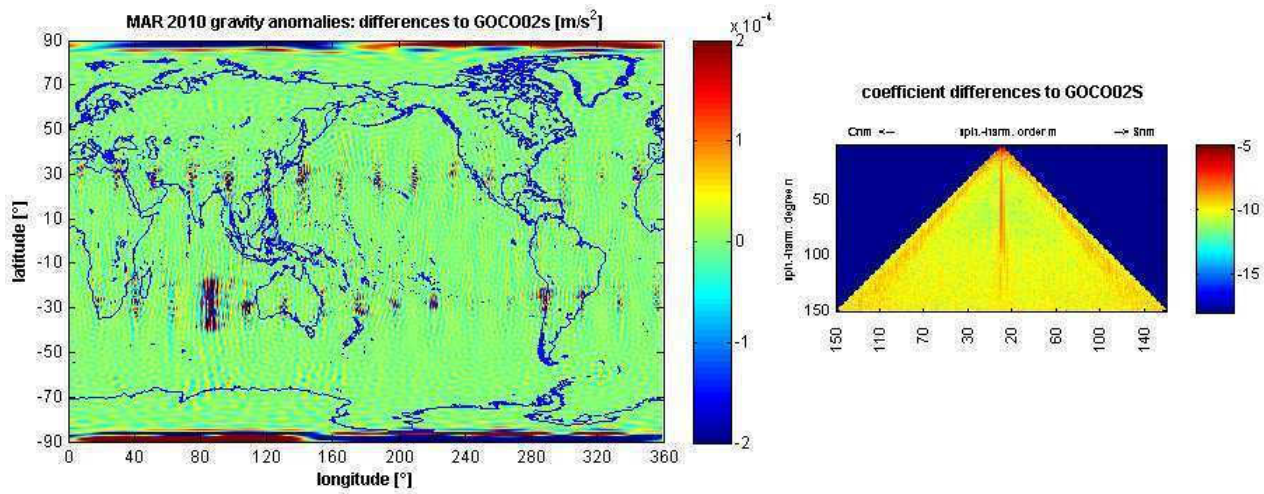 MAR 2010 gravity anomalies: differences to GOCO02s [m/s²]
x 10⁻⁴
90
70
50
30
10
-10
-30
-50
-70
-90
latitude [°]
0 40 80 120 160 200 240 280 320 360
longitude [°]
2
1
0
-1
-2
coefficient differences to GOCO02S
Cnm <-- sph.-harm. order m --> Snm
50
100
150
sph.-harm. degree n
150 110 70 30 20 60 100 140
-5
-10
-15